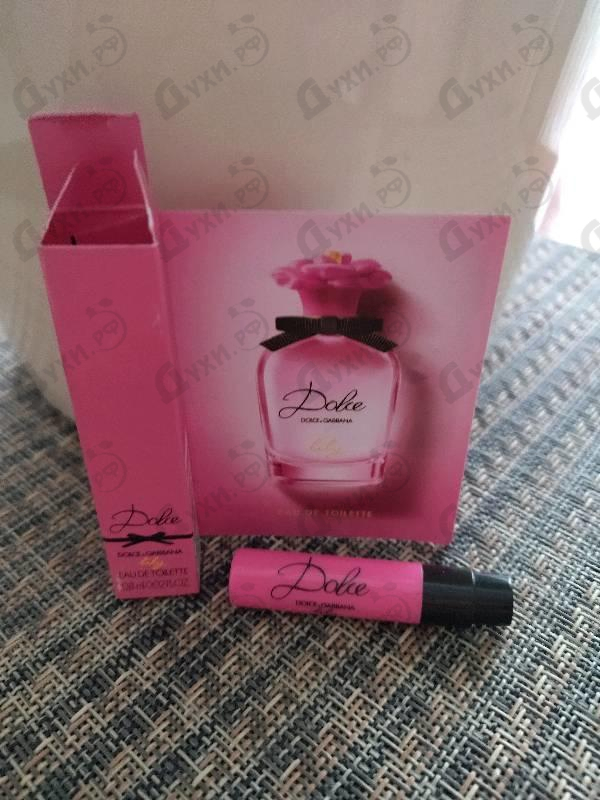 Dolce
DOLCE & GABBANA
lily
EAU DE TOILETTE
Dolce
DOLCE & GABBANA
lily
EAU DE TOILETTE
Dolce
DOLCE & GABBANA
Духи.РФ